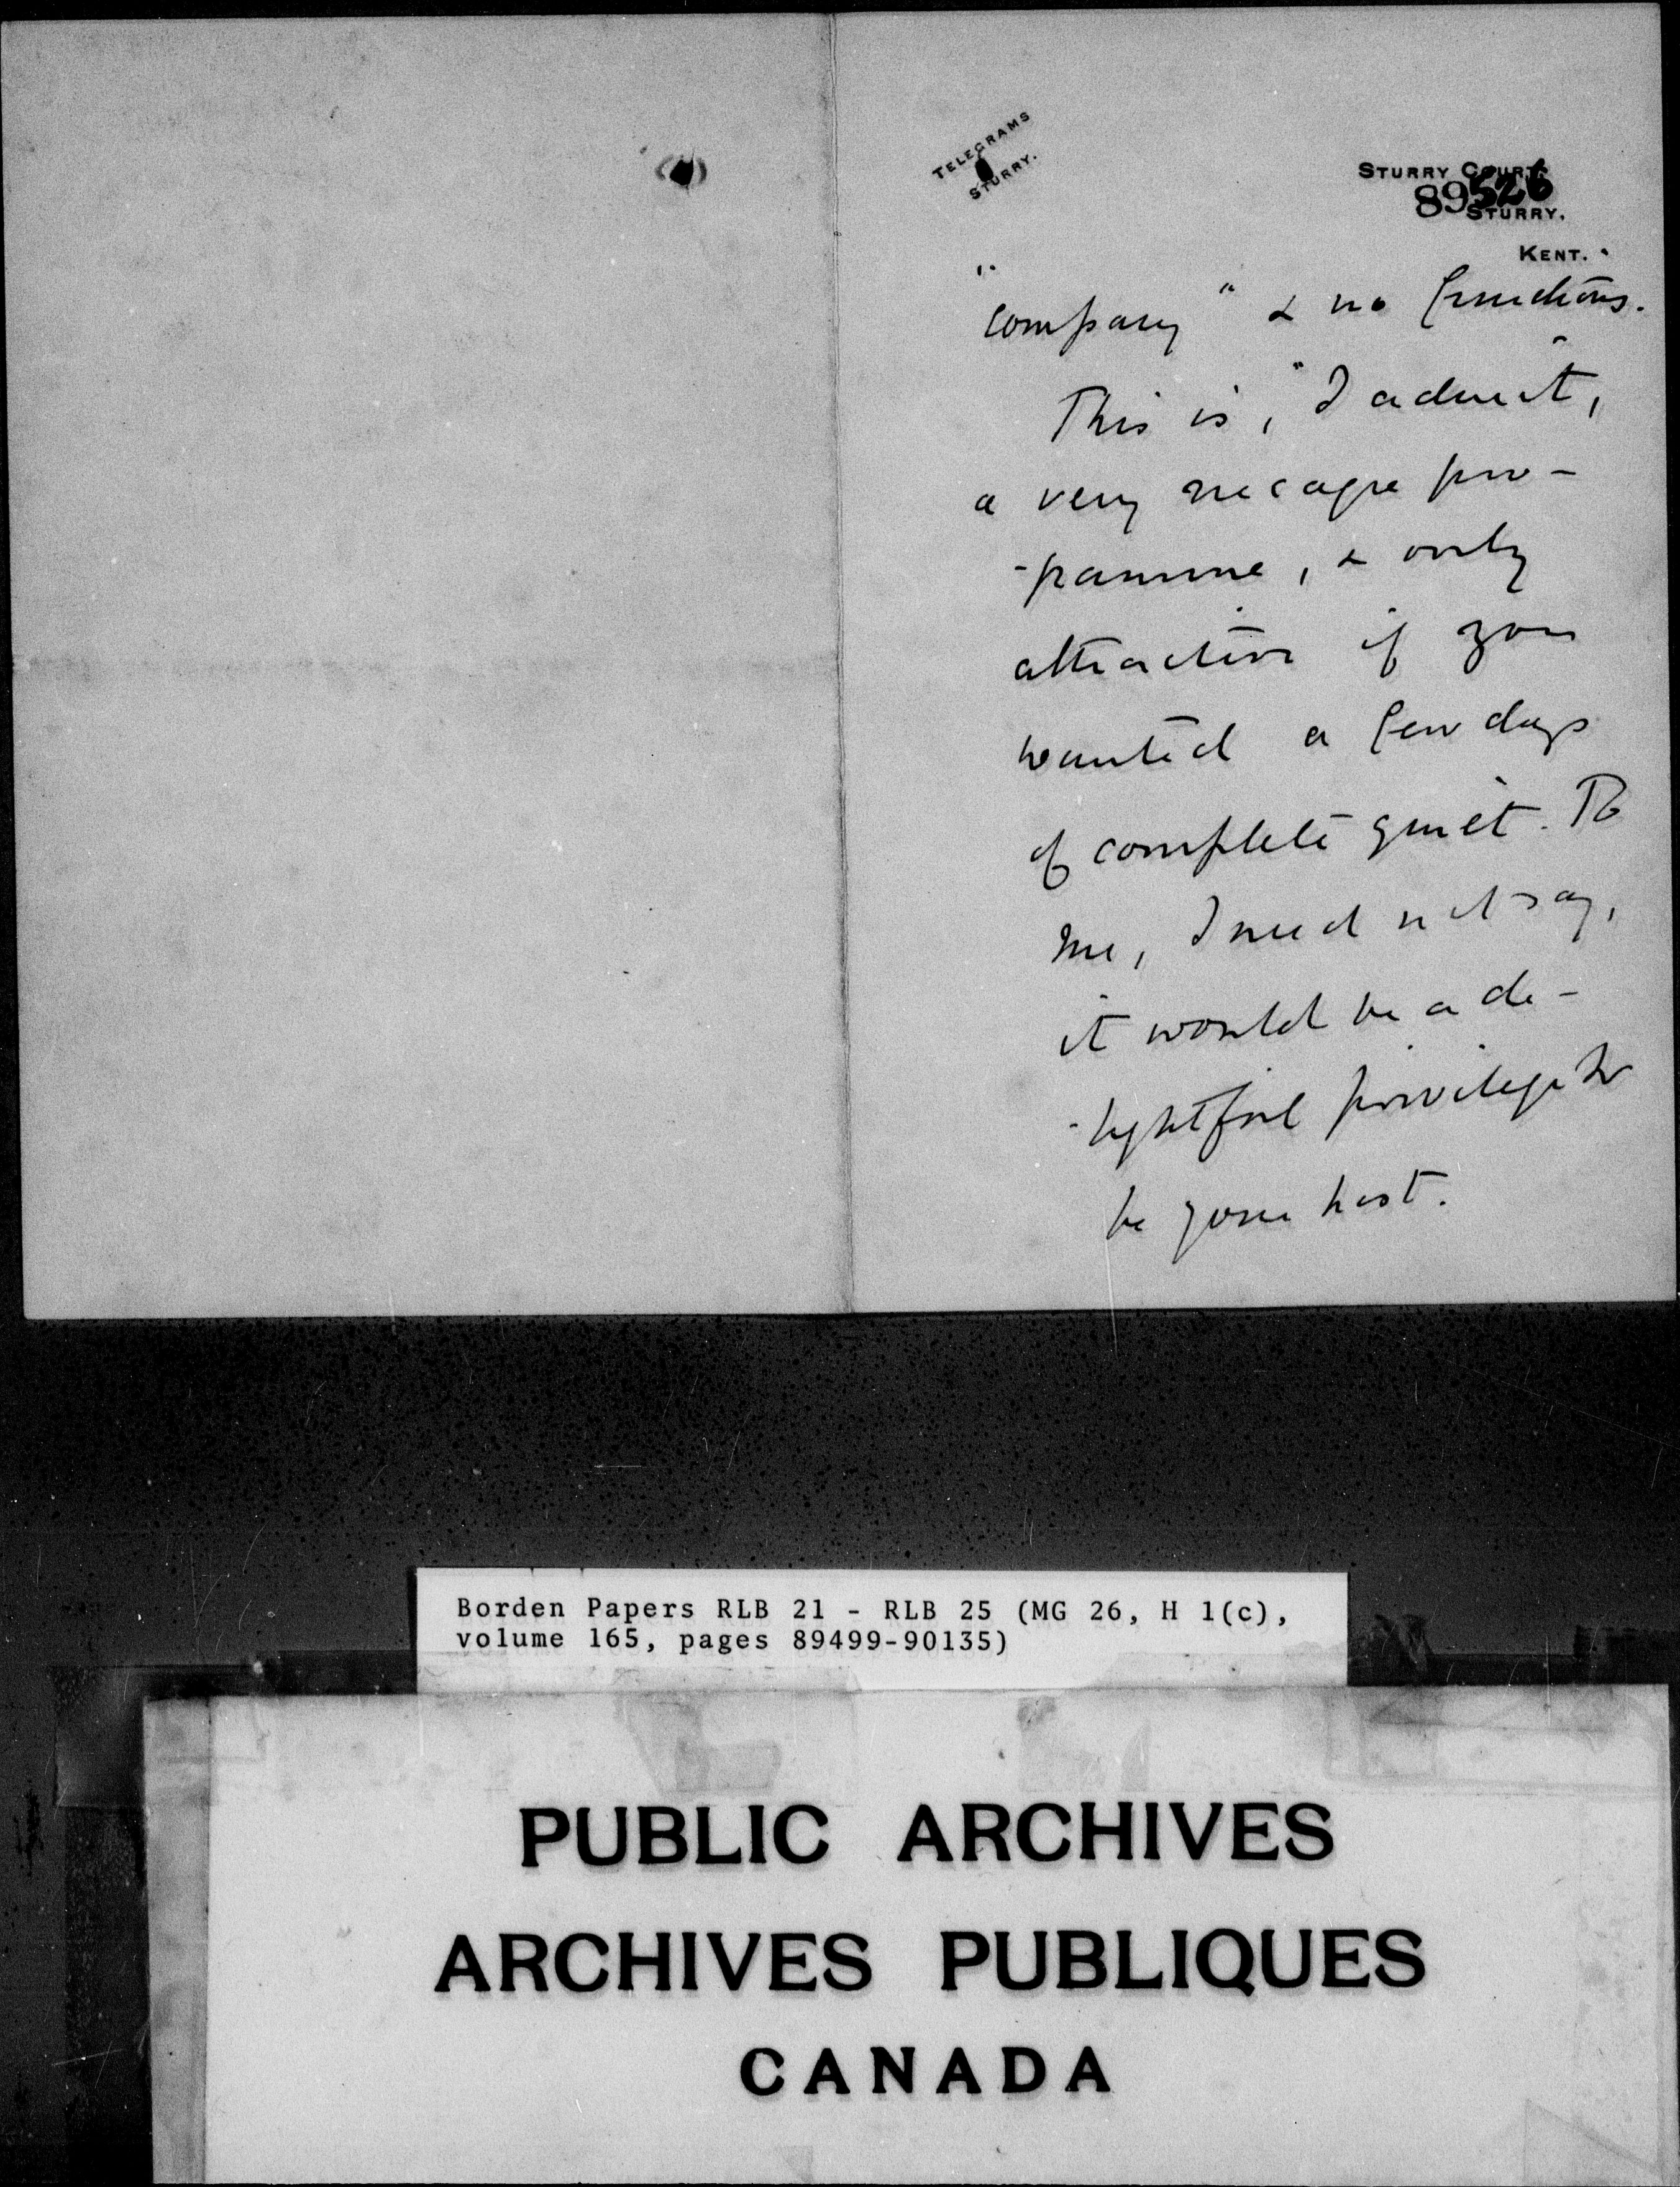 TELEGRAMS
STURRY.
STURRY COURT,
89526
STURRY.
KENT.
"company" & no functions.
This is, I admit,
a very meagre pro-
-gramme, & only
attractive if you
wanted a few days
of complete quiet. To
me, I need not say,
it would be a de-
-lightful privilege to
be your host.
Borden Papers RLB 21 - RLB 25 (MG 26, H 1(c),
volume 165, pages 89499-90135)
PUBLIC ARCHIVES
ARCHIVES PUBLIQUES
CANADA